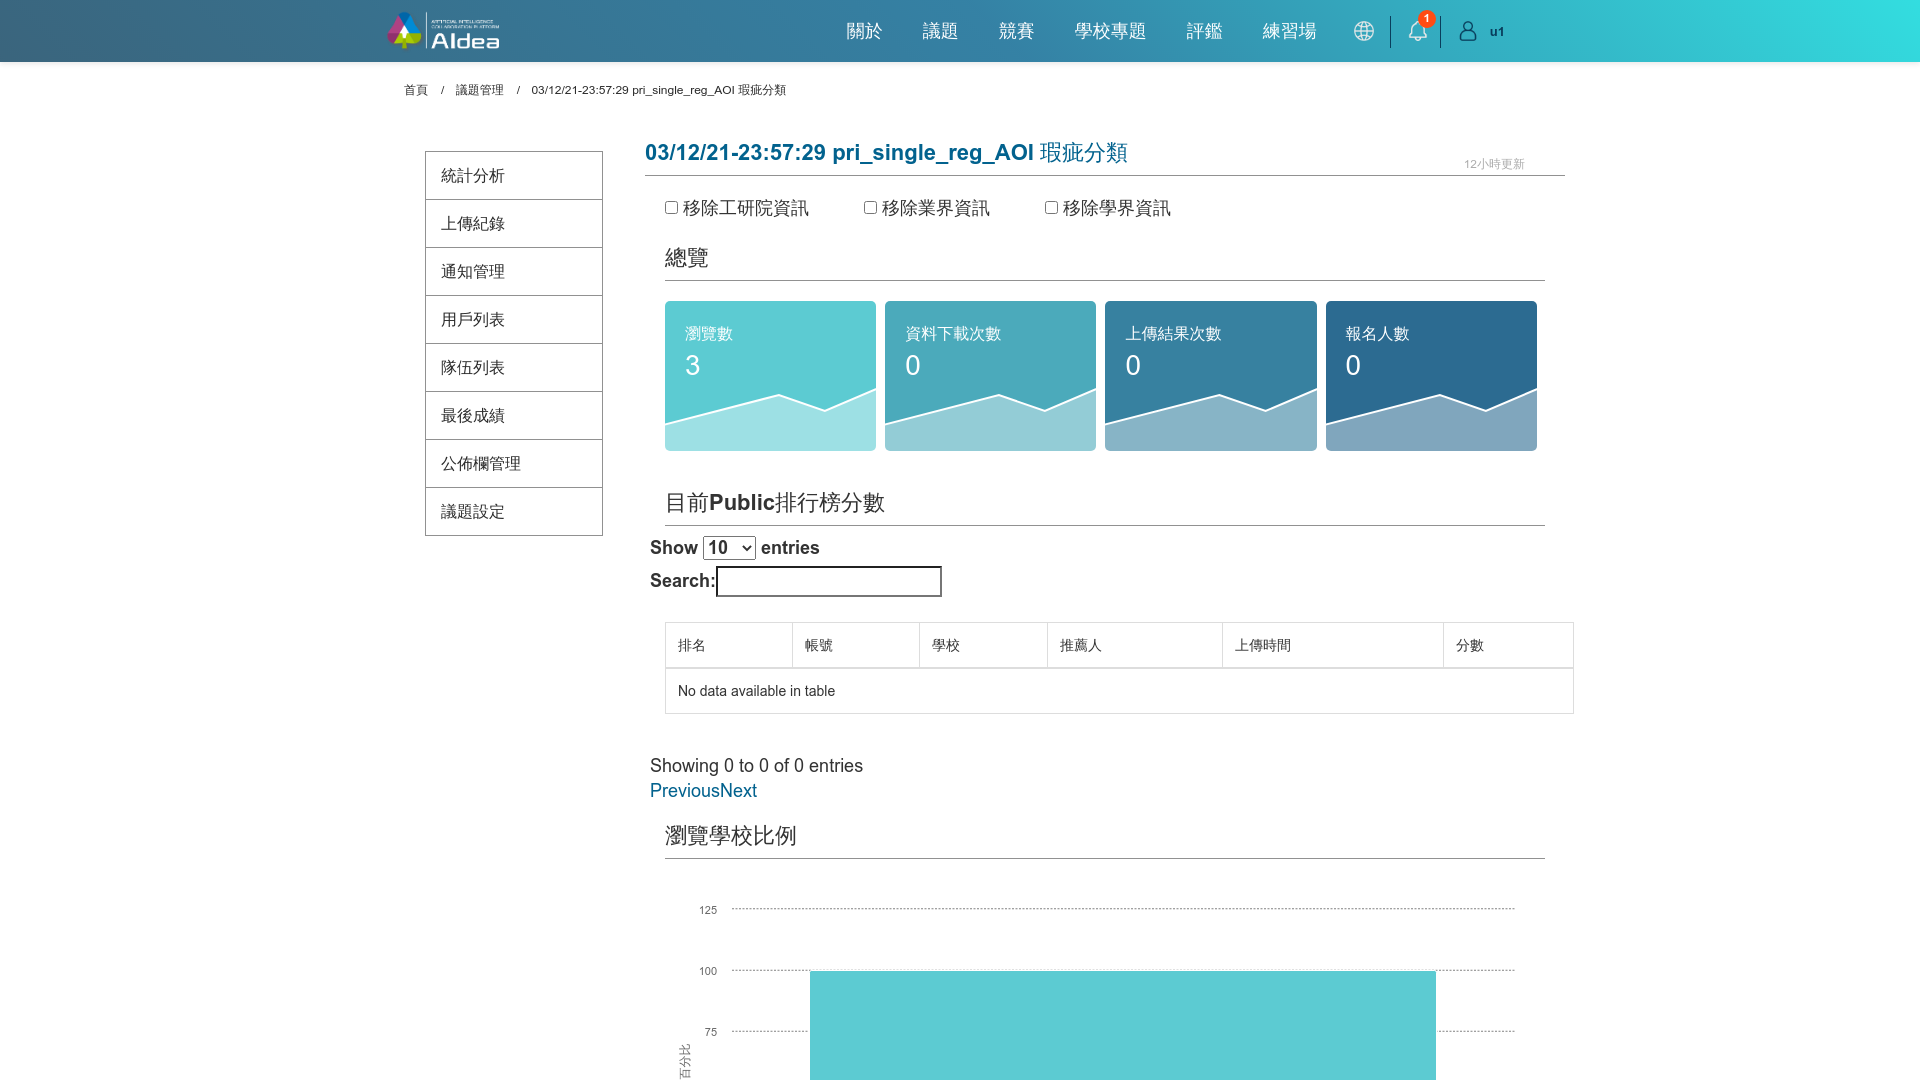 ARTIFICIAL INTELLIGENCE
COLLABORATION PLATFORM
AIdea
關於
議題
競賽
學校專題
評鑑
練習場
1
u1
首頁 / 議題管理 / 03/12/21-23:57:29 pri_single_reg_AOI 瑕疵分類
統計分析
上傳紀錄
通知管理
用戶列表
隊伍列表
最後成績
公佈欄管理
議題設定
03/12/21-23:57:29 pri_single_reg_AOI 瑕疵分類
12小時更新
移除工研院資訊
移除業界資訊
移除學界資訊
總覽
瀏覽數
3
資料下載次數
0
上傳結果次數
0
報名人數
0
目前Public排行榜分數
Show 10 entries
Search:
排名 帳號 學校 推薦人 上傳時間 分數
No data available in table
Showing 0 to 0 of 0 entries
PreviousNext
瀏覽學校比例
125
100
75
百分比